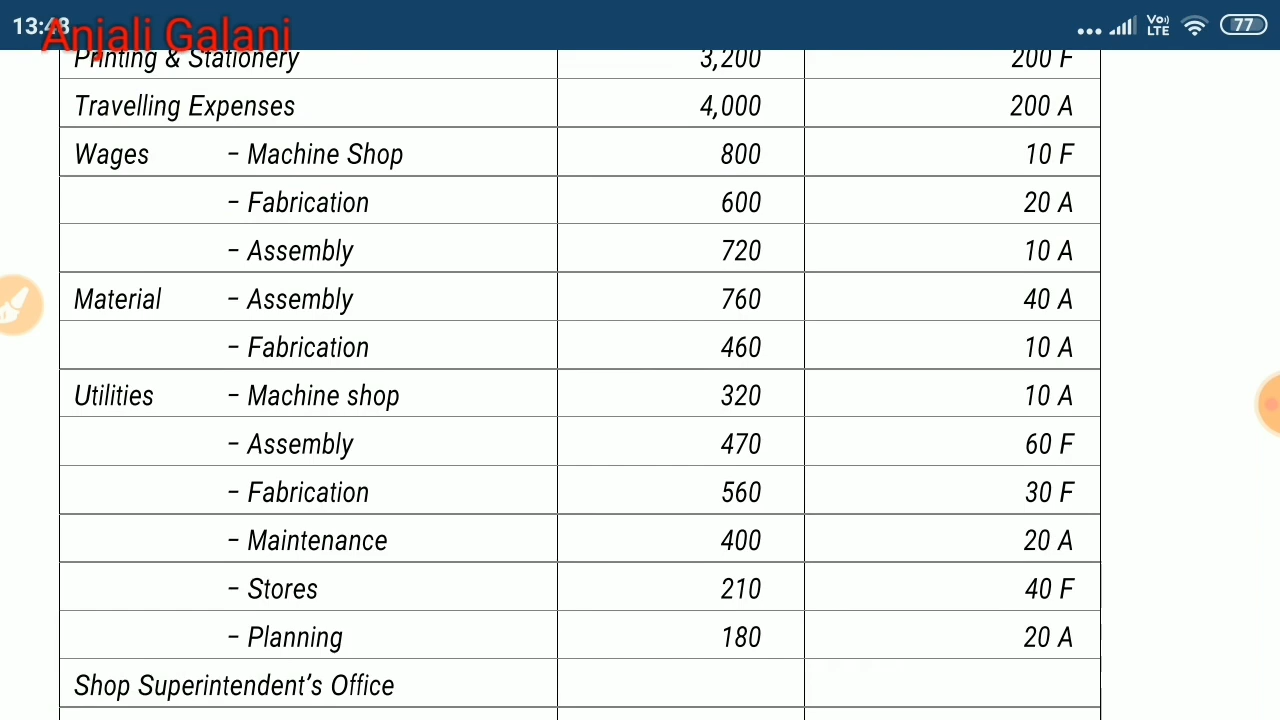 13:48 Anjali Galani Vo) LTE 77
Printing & Stationery 3,200 200 F
Travelling Expenses 4,000 200 A
Wages – Machine Shop 800 10 F
– Fabrication 600 20 A
– Assembly 720 10 A
Material – Assembly 760 40 A
– Fabrication 460 10 A
Utilities – Machine shop 320 10 A
– Assembly 470 60 F
– Fabrication 560 30 F
– Maintenance 400 20 A
– Stores 210 40 F
– Planning 180 20 A
Shop Superintendent's Office